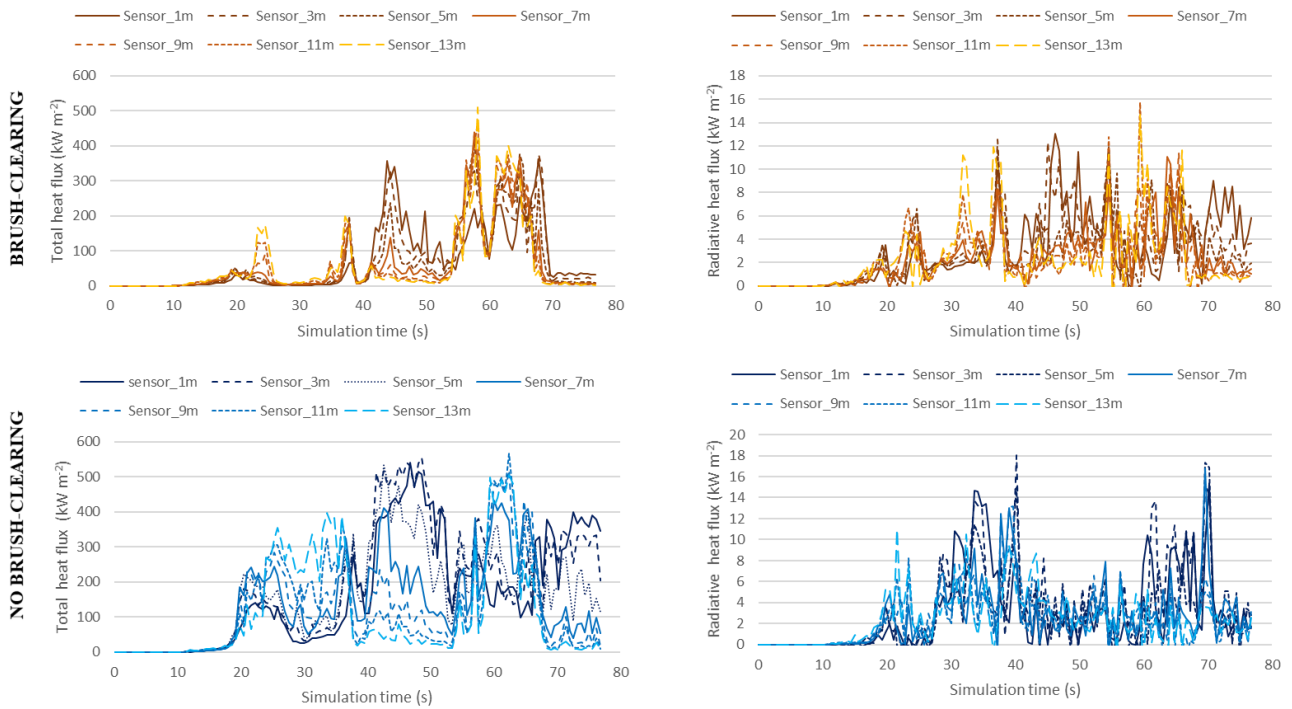 BRUSH-CLEARING
Sensor_1m Sensor_3m Sensor_5m Sensor_7m
Sensor_9m Sensor_11m Sensor_13m
Total heat flux (kW m-2)
600
500
400
300
200
100
0
0 10 20 30 40 50 60 70 80
Simulation time (s)
Sensor_1m Sensor_3m Sensor_5m Sensor_7m
Sensor_9m Sensor_11m Sensor_13m
Radiative heat flux (kW m-2)
18
16
14
12
10
8
6
4
2
0
0 10 20 30 40 50 60 70 80
Simulation time (s)
NO BRUSH-CLEARING
sensor_1m Sensor_3m Sensor_5m Sensor_7m
Sensor_9m Sensor_11m Sensor_13m
Total heat flux (kW m-2)
600
500
400
300
200
100
0
0 10 20 30 40 50 60 70 80
Simulation time (s)
Sensor_1m Sensor_3m Sensor_5m Sensor_7m
Sensor_9m Sensor_11m Sensor_13m
Radiative heat flux (kW m-2)
20
18
16
14
12
10
8
6
4
2
0
0 10 20 30 40 50 60 70 80
Simulation time (s)